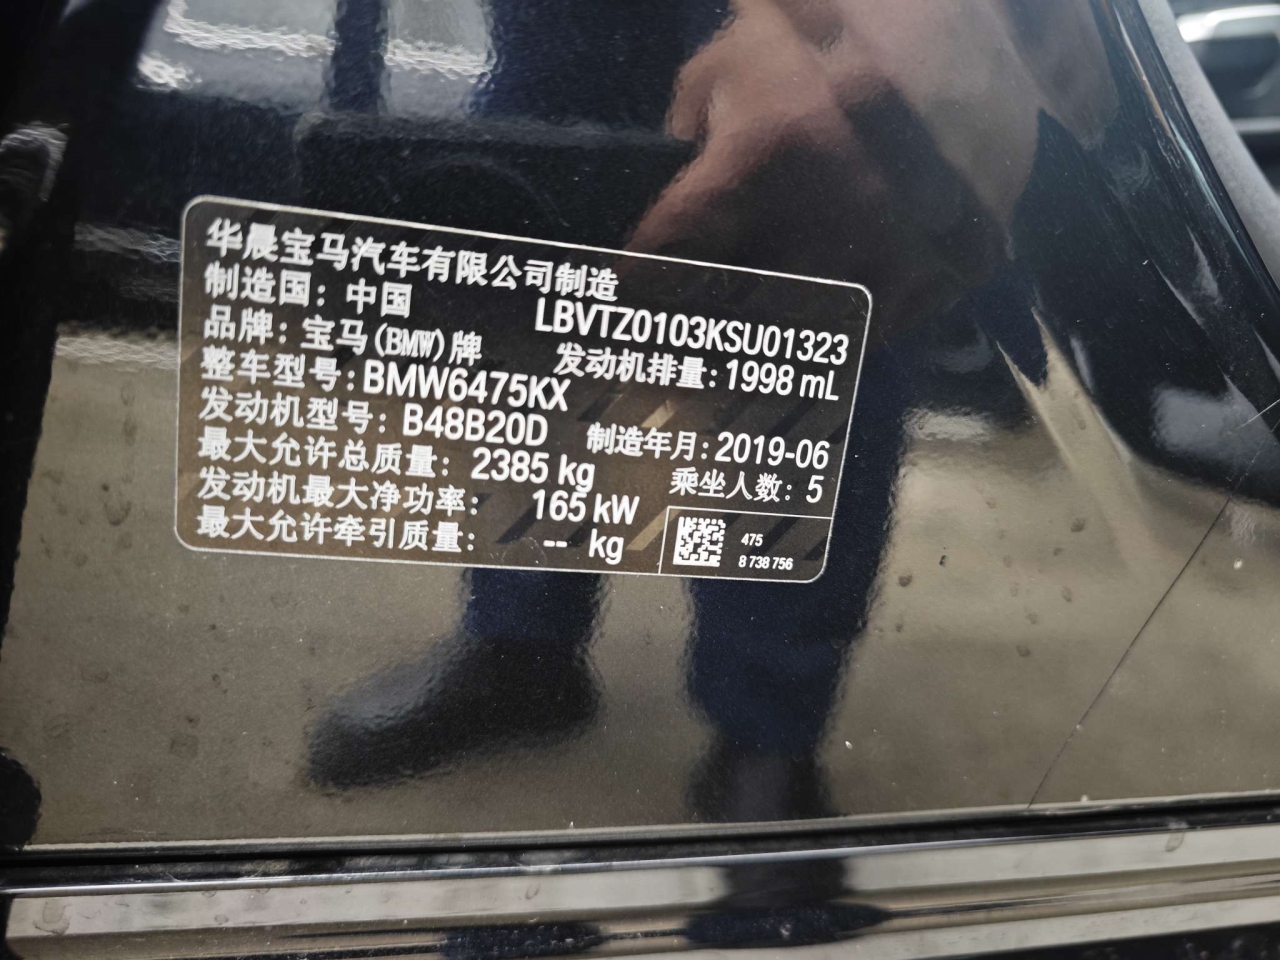 华晨宝马汽车有限公司制造
制造国：中国
LBVTZ0103KSU01323
品牌：宝马(BMW)牌
发动机排量：1998 mL
整车型号：BMW6475KX
发动机型号：B48B20D
制造年月：2019-06
最大允许总质量：2385 kg
乘坐人数：5
发动机最大净功率：165 kW
最大允许牵引质量：-- kg
475
8 738 756